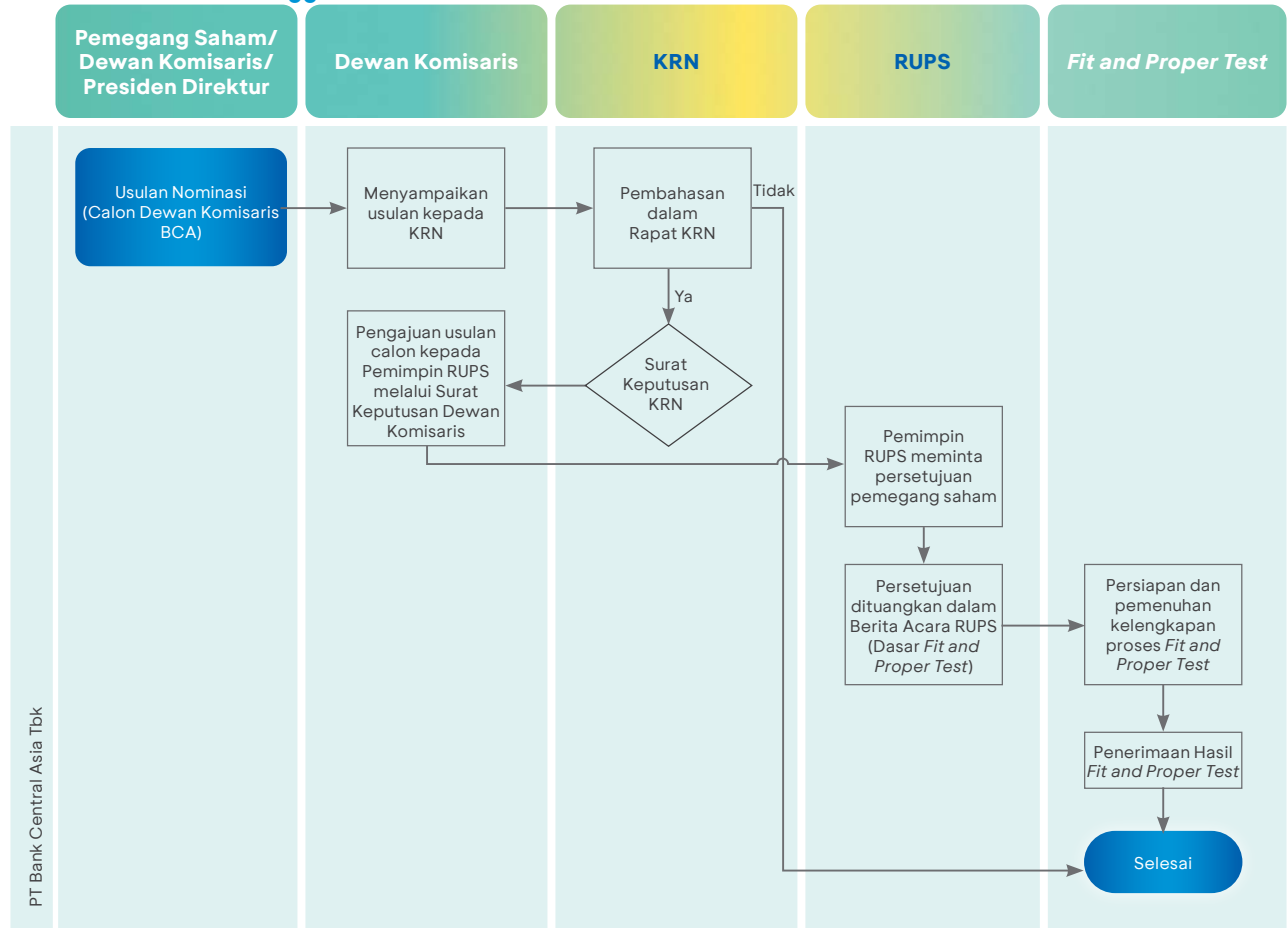 Pemegang Saham/
Dewan Komisaris/
Presiden Direktur
Dewan Komisaris
KRN
RUPS
Fit and Proper Test
Usulan Nominasi
(Calon Dewan Komisaris
BCA)
Menyampaikan
usulan kepada
KRN
Pembahasan
dalam
Rapat KRN
Tidak
Ya
Pengajuan usulan
calon kepada
Pemimpin RUPS
melalui Surat
Keputusan Dewan
Komisaris
Surat
Keputusan
KRN
Pemimpin
RUPS meminta
persetujuan
pemegang saham
Persetujuan
dituangkan dalam
Berita Acara RUPS
(Dasar Fit and
Proper Test)
Persiapan dan
pemenuhan
kelengkapan
proses Fit and
Proper Test
Penerimaan Hasil
Fit and Proper Test
Selesai
PT Bank Central Asia Tbk